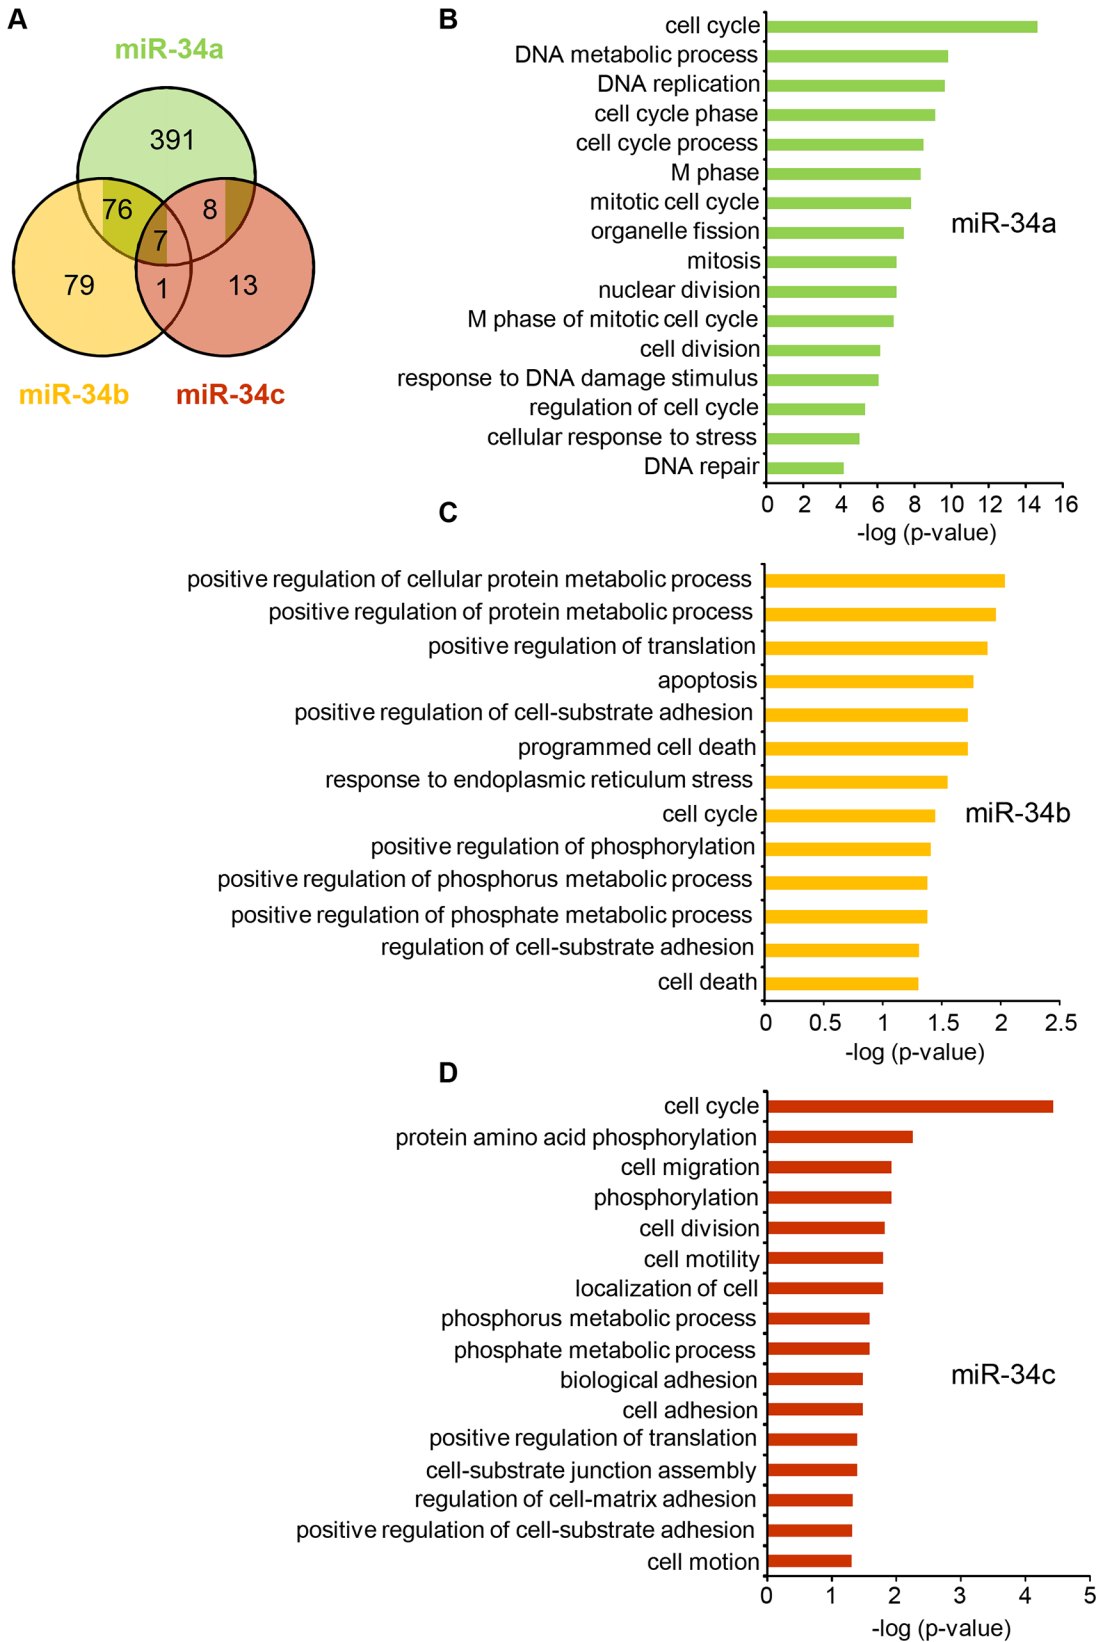 A
miR-34a
391
76
8
7
79
1
13
miR-34b
miR-34c
B
cell cycle
DNA metabolic process
DNA replication
cell cycle phase
cell cycle process
M phase
mitotic cell cycle
organelle fission
mitosis
nuclear division
M phase of mitotic cell cycle
cell division
response to DNA damage stimulus
regulation of cell cycle
cellular response to stress
DNA repair
miR-34a
0 2 4 6 8 10 12 14 16
-log (p-value)
C
positive regulation of cellular protein metabolic process
positive regulation of protein metabolic process
positive regulation of translation
apoptosis
positive regulation of cell-substrate adhesion
programmed cell death
response to endoplasmic reticulum stress
cell cycle
positive regulation of phosphorylation
positive regulation of phosphorus metabolic process
positive regulation of phosphate metabolic process
regulation of cell-substrate adhesion
cell death
miR-34b
0 0.5 1 1.5 2 2.5
-log (p-value)
D
cell cycle
protein amino acid phosphorylation
cell migration
phosphorylation
cell division
cell motility
localization of cell
phosphorus metabolic process
phosphate metabolic process
biological adhesion
cell adhesion
positive regulation of translation
cell-substrate junction assembly
regulation of cell-matrix adhesion
positive regulation of cell-substrate adhesion
cell motion
miR-34c
0 1 2 3 4 5
-log (p-value)